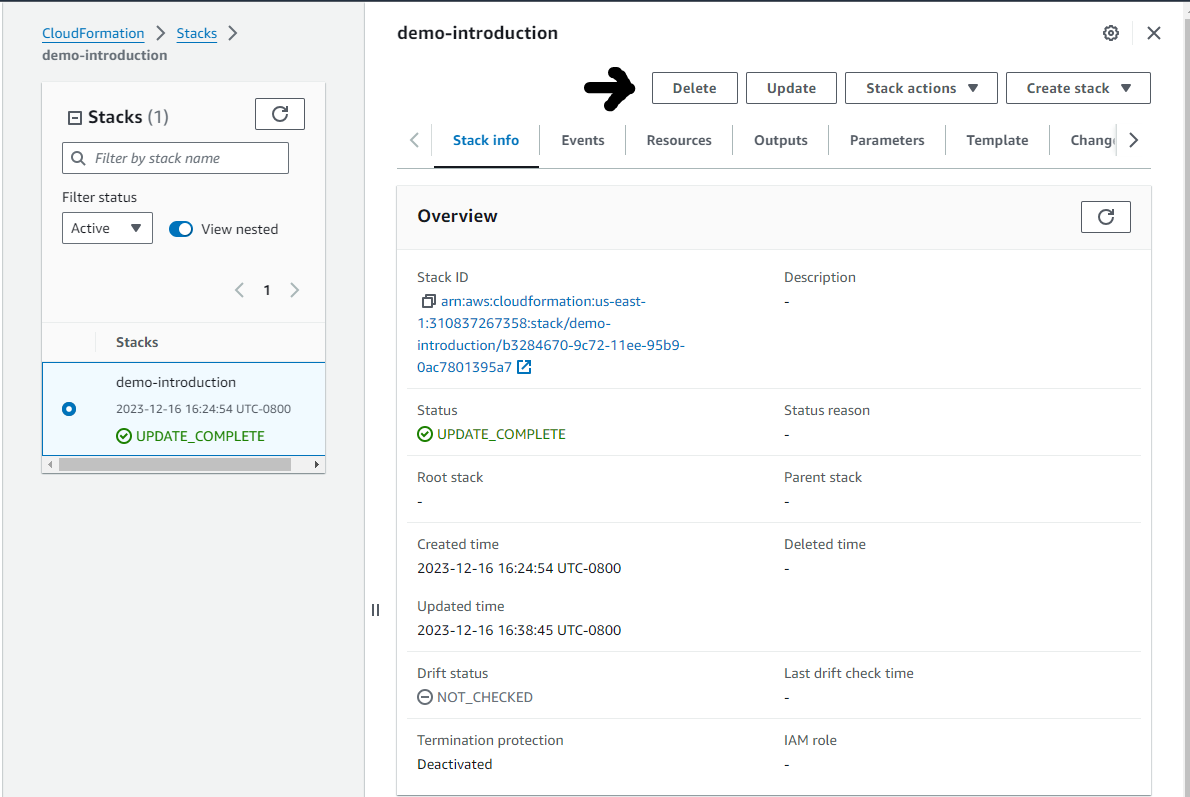 CloudFormation > Stacks >
demo-introduction
Stacks (1)
Filter by stack name
Filter status
Active
View nested
1
Stacks
demo-introduction
2023-12-16 16:24:54 UTC-0800
UPDATE_COMPLETE
demo-introduction
Delete Update Stack actions Create stack
Stack info Events Resources Outputs Parameters Template Chang
Overview
Stack ID Description
arn:aws:cloudformation:us-east- -
1:310837267358:stack/demo-
introduction/b3284670-9c72-11ee-95b9-
0ac7801395a7
Status Status reason
UPDATE_COMPLETE -
Root stack Parent stack
- -
Created time Deleted time
2023-12-16 16:24:54 UTC-0800 -
Updated time
2023-12-16 16:38:45 UTC-0800
Drift status Last drift check time
NOT_CHECKED -
Termination protection IAM role
Deactivated -